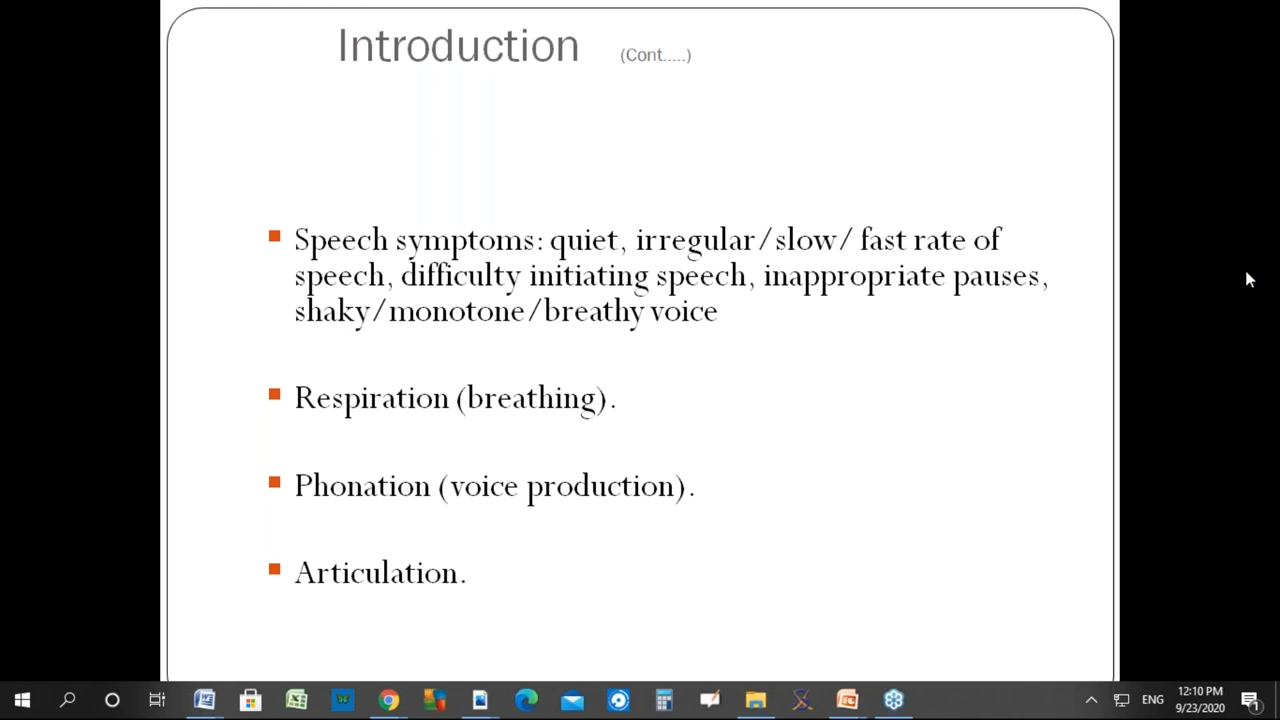 Introduction (Cont.....)
Speech symptoms: quiet, irregular/slow/ fast rate of
speech, difficulty initiating speech, inappropriate pauses,
shaky/monotone/breathy voice
Respiration (breathing).
Phonation (voice production).
Articulation.
ENG
12:10 PM
9/23/2020
1